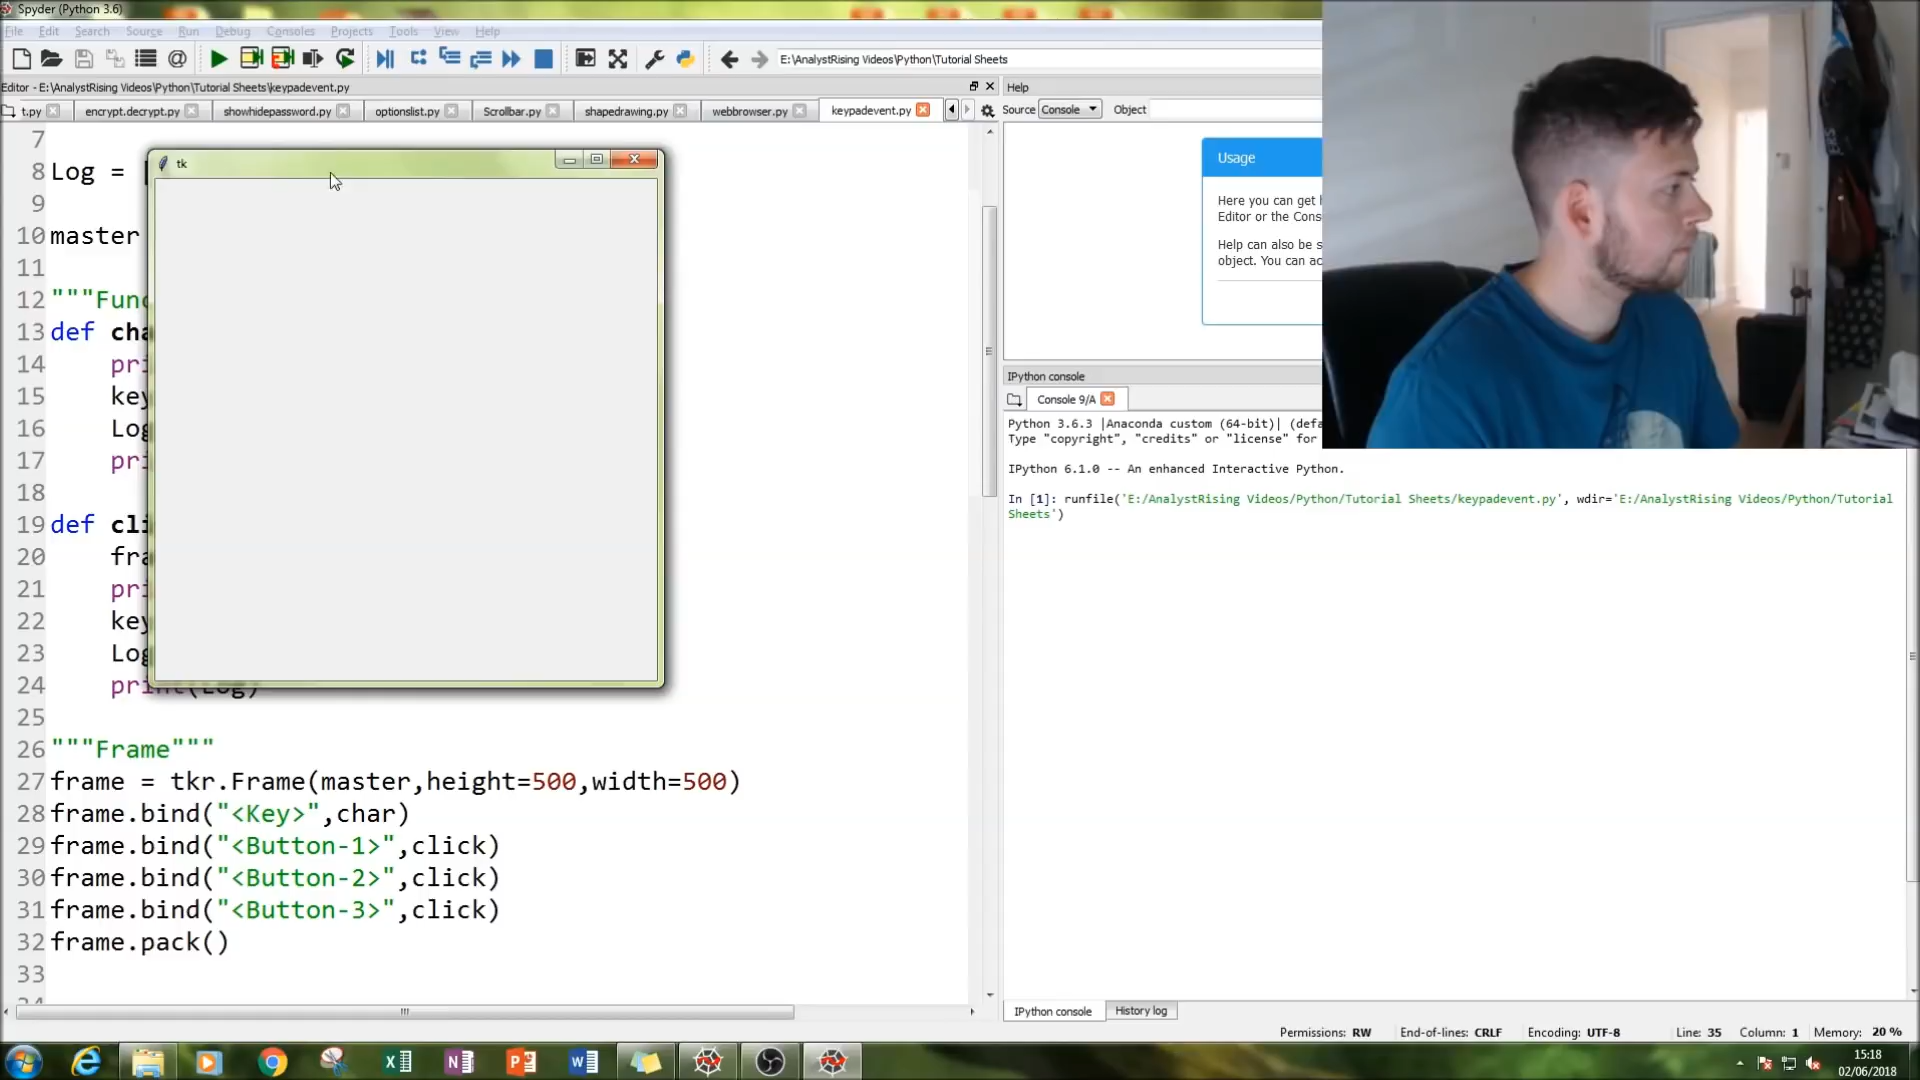 Spyder (Python 3.6)
File Edit Search Source Run Debug Consoles Projects Tools View Help
E:\AnalystRising Videos\Python\Tutorial Sheets
Editor - E:\AnalystRising Videos\Python\Tutorial Sheets\keypadevent.py
t.py encrypt.decrypt.py showhidepassword.py optionslist.py Scrollbar.py shapedrawing.py webbrowser.py keypadevent.py
7
8 Log =
9
10 master
11
12 """Func
13 def cha
14 pri
15 key
16 Log
17 pri
18
19 def cli
20 fra
21 pri
22 key
23 Log
24 print(Log)
25
26 """Frame"""
27 frame = tkr.Frame(master,height=500,width=500)
28 frame.bind("<Key>",char)
29 frame.bind("<Button-1>",click)
30 frame.bind("<Button-2>",click)
31 frame.bind("<Button-3>",click)
32 frame.pack()
33
tk
Help
Source Console Object
Usage
Here you can get
Editor or the Cons
Help can also be s
object. You can ac
IPython console
Console 9/A
Python 3.6.3 |Anaconda custom (64-bit)| (defa
Type "copyright", "credits" or "license" for
IPython 6.1.0 -- An enhanced Interactive Python.
In [1]: runfile('E:/AnalystRising Videos/Python/Tutorial Sheets/keypadevent.py', wdir='E:/AnalystRising Videos/Python/Tutorial
Sheets')
IPython console History log
Permissions: RW End-of-lines: CRLF Encoding: UTF-8 Line: 35 Column: 1 Memory: 20 %
15:18
02/06/2018